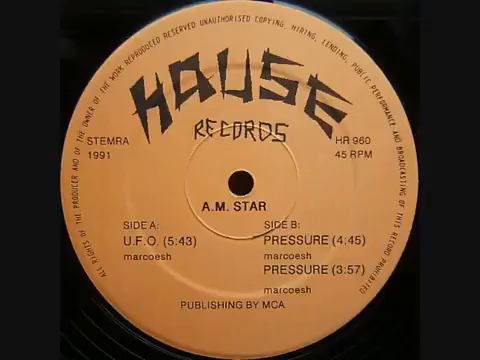 ALL RIGHTS OF THE PRODUCER AND OF THE OWNER OF THE WORK REPRODUCED RESERVED UNAUTHORISED COPYING, HIRING, LENDING, PUBLIC PERFORMANCE AND BROADCASTING OF THIS RECORD PROHIBITED
HOUSE
RECORDS
STEMRA
1991
HR 960
45 RPM
A.M. STAR
SIDE A:
U.F.O. (5:43)
marcoesh
SIDE B:
PRESSURE (4:45)
marcoesh
PRESSURE (3:57)
marcoesh
PUBLISHING BY MCA